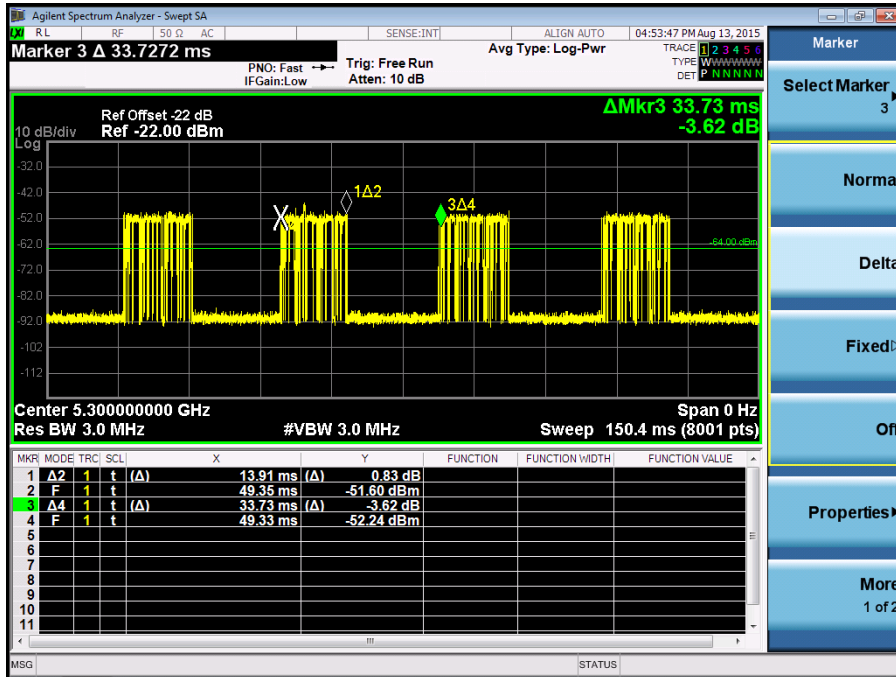 Agilent Spectrum Analyzer - Swept SA
LXI RL RF 50 Ω AC SENSE:INT ALIGN AUTO 04:53:47 PM Aug 13, 2015
Marker 3 Δ 33.7272 ms
PNO: Fast
IFGain:Low
Trig: Free Run
Atten: 10 dB
Avg Type: Log-Pwr
TRACE 1 2 3 4 5 6
TYPE WWWWWW
DET P N N N N N
ΔMkr3 33.73 ms
-3.62 dB
Ref Offset -22 dB
10 dB/div Ref -22.00 dBm
Log
-32.0
-42.0
-52.0
-62.0
-72.0
-82.0
-92.0
-102
-112
1Δ2
3Δ4
-64.00 dBm
Center 5.300000000 GHz Span 0 Hz
Res BW 3.0 MHz #VBW 3.0 MHz Sweep 150.4 ms (8001 pts)
MKR MODE TRC SCL X Y FUNCTION FUNCTION WIDTH FUNCTION VALUE
1 Δ2 1 t (Δ) 13.91 ms (Δ) 0.83 dB
2 F 1 t 49.35 ms -51.60 dBm
3 Δ4 1 t (Δ) 33.73 ms (Δ) -3.62 dB
4 F 1 t 49.33 ms -52.24 dBm
5
6
7
8
9
10
11
MSG STATUS
Marker
Select Marker
3
Norma
Delta
Fixed
Off
Properties
More
1 of 2